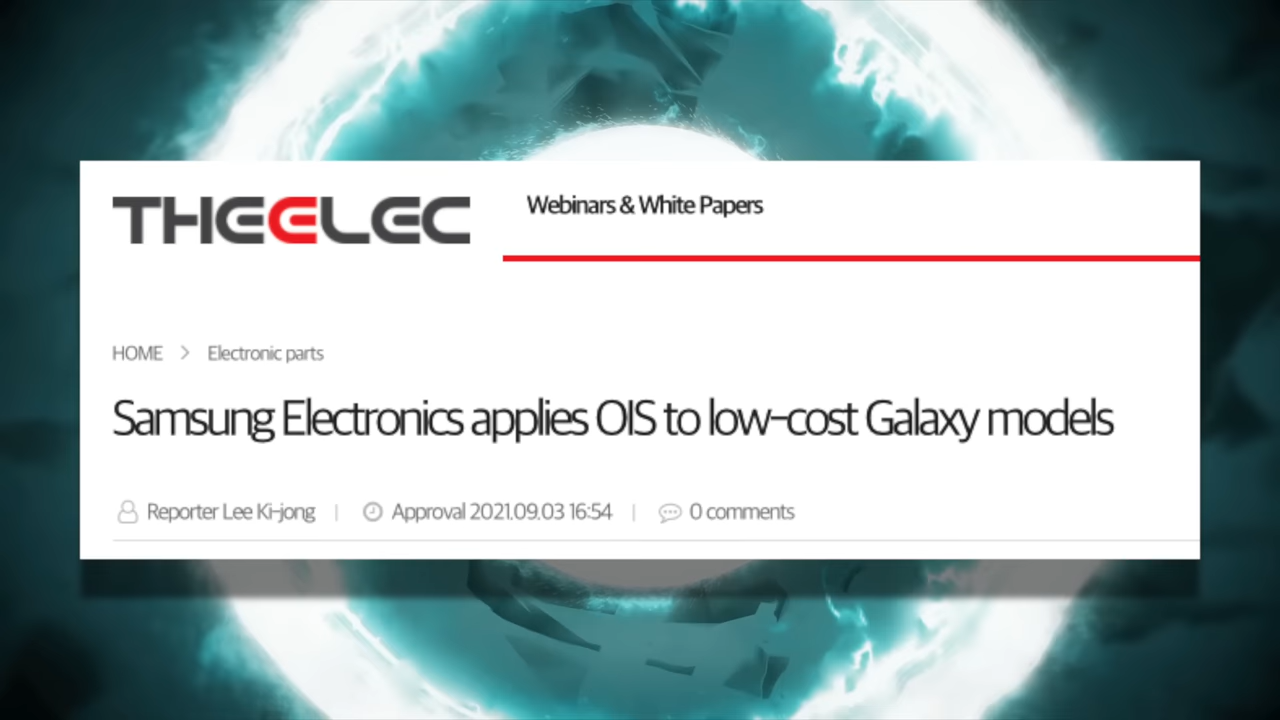 THEELEC
Webinars & White Papers
HOME > Electronic parts
Samsung Electronics applies OIS to low-cost Galaxy models
Reporter Lee Ki-jong | Approval 2021.09.03 16:54 | 0 comments